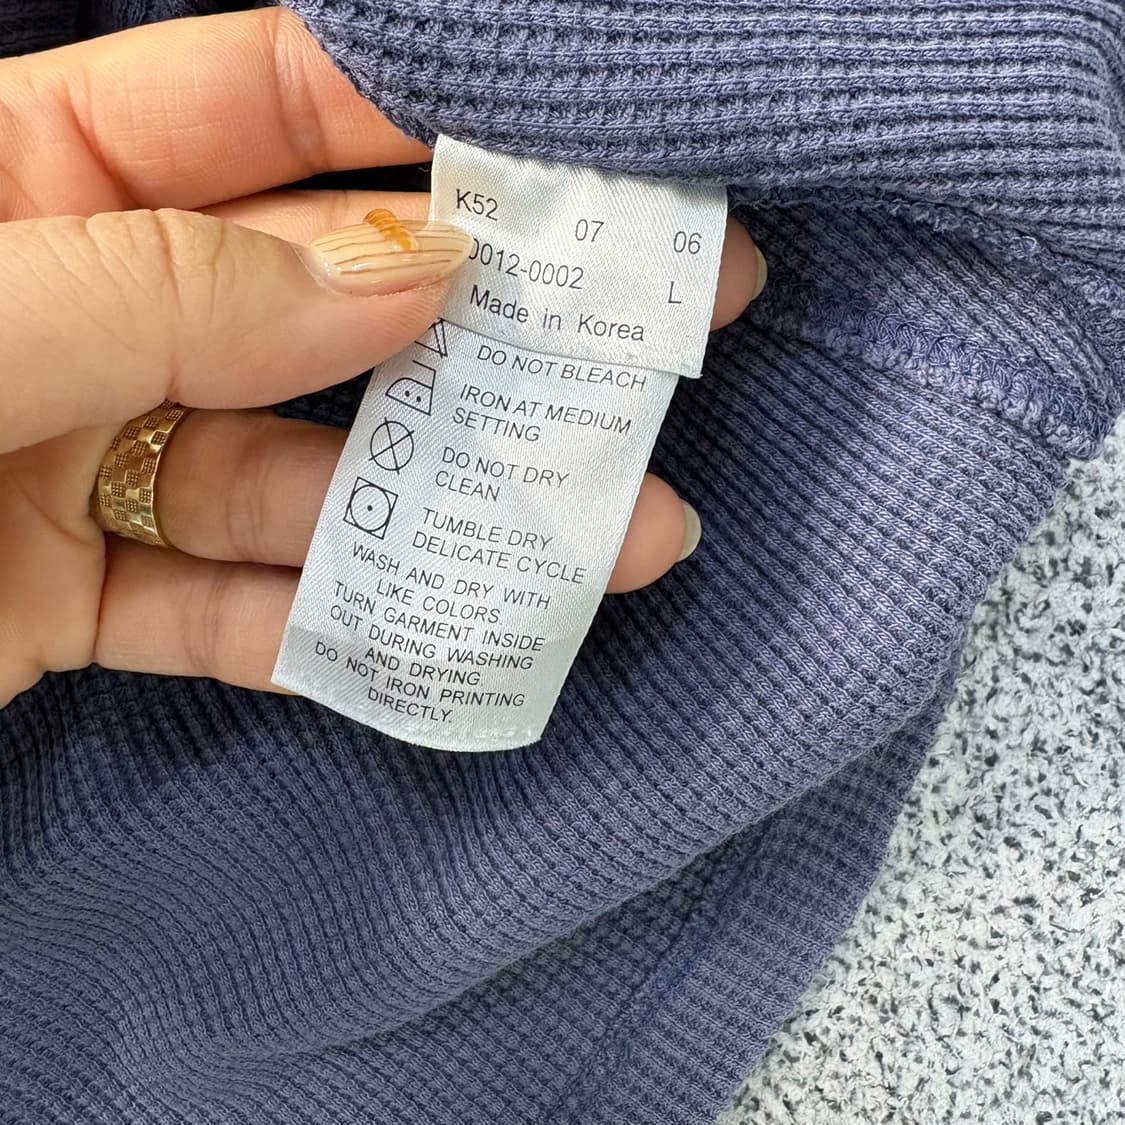 K52 07 06
0012-0002 L
Made in Korea
DO NOT BLEACH
IRON AT MEDIUM
SETTING
DO NOT DRY
CLEAN
TUMBLE DRY
DELICATE CYCLE
WASH AND DRY WITH
LIKE COLORS
TURN GARMENT INSIDE
OUT DURING WASHING
AND DRYING.
DO NOT IRON PRINTING
DIRECTLY.